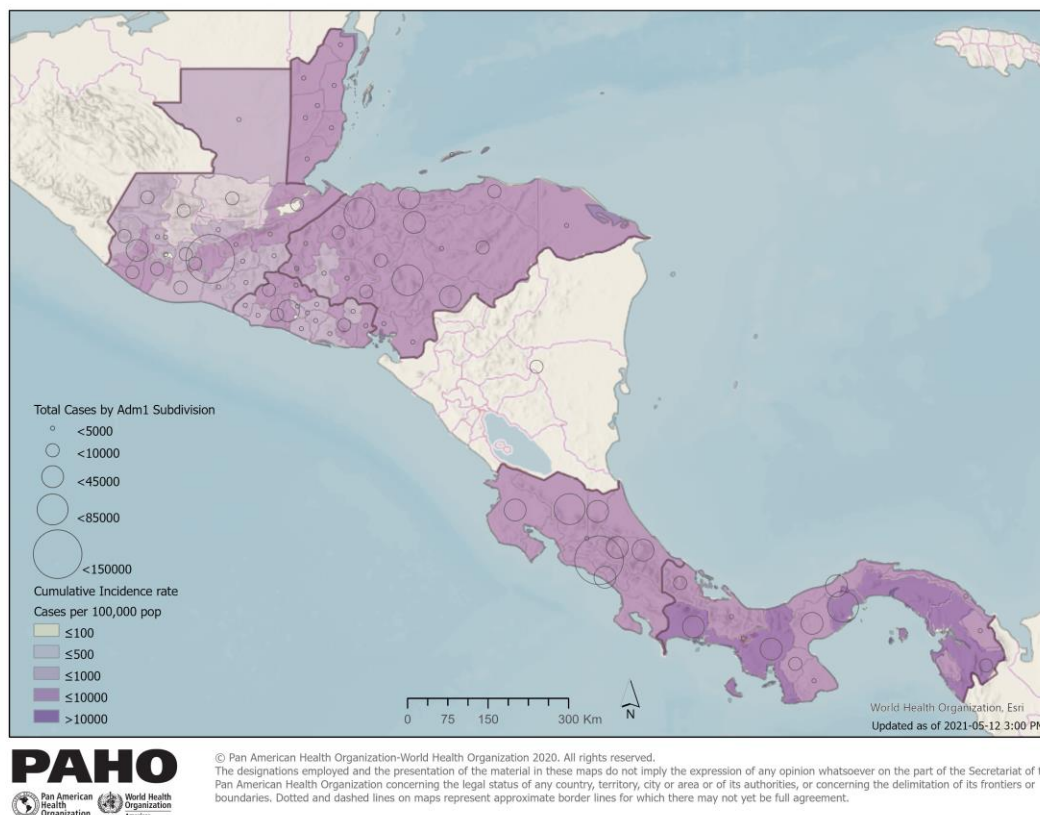 Total Cases by Adm1 Subdivision
<5000
<10000
<45000
<85000
<150000
Cumulative Incidence rate
Cases per 100,000 pop
≤100
≤500
≤1000
≤10000
>10000
0 75 150 300 Km
N
World Health Organization, Esri
Updated as of 2021-05-12 3:00 PM
PAHO
Pan American
Health
Organization
World Health
Organization
© Pan American Health Organization-World Health Organization 2020. All rights reserved.
The designations employed and the presentation of the material in these maps do not imply the expression of any opinion whatsoever on the part of the Secretariat of
Pan American Health Organization concerning the legal status of any country, territory, city or area or of its authorities, or concerning the delimitation of its frontiers or
boundaries. Dotted and dashed lines on maps represent approximate border lines for which there may not yet be full agreement.